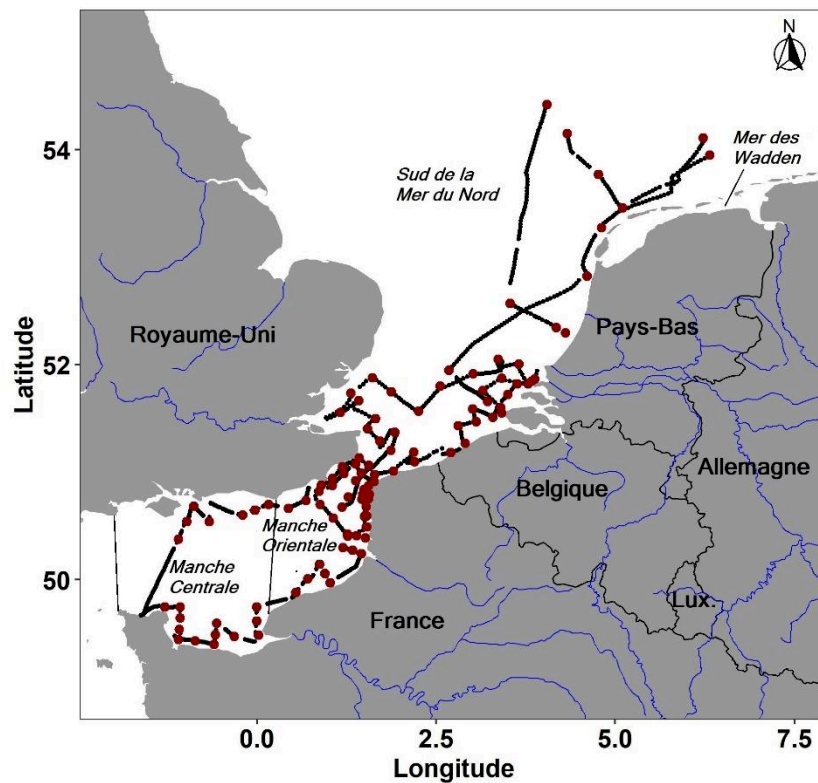 N
54
Mer des
Wadden
Sud de la
Mer du Nord
Royaume-Uni
Pays-Bas
52
Latitude
Allemagne
Belgique
Manche
Orientale
Manche
Centrale
50
Lux.
France
0.0
2.5
5.0
7.5
Longitude